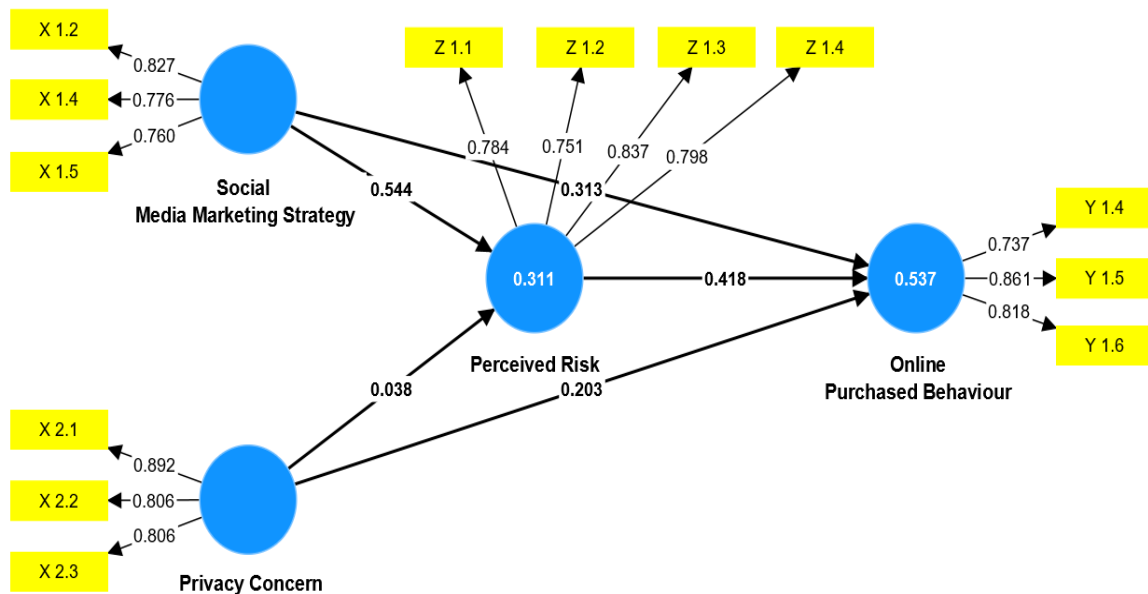 X 1.2
X 1.4
X 1.5
0.827
0.776
0.760
Social
Media Marketing Strategy
Z 1.1
Z 1.2
Z 1.3
Z 1.4
0.784
0.751
0.837
0.798
0.544
0.313
0.311
Perceived Risk
0.418
0.038
0.203
0.537
Online
Purchased Behaviour
0.737
0.861
0.818
Y 1.4
Y 1.5
Y 1.6
X 2.1
X 2.2
X 2.3
0.892
0.806
0.806
Privacy Concern